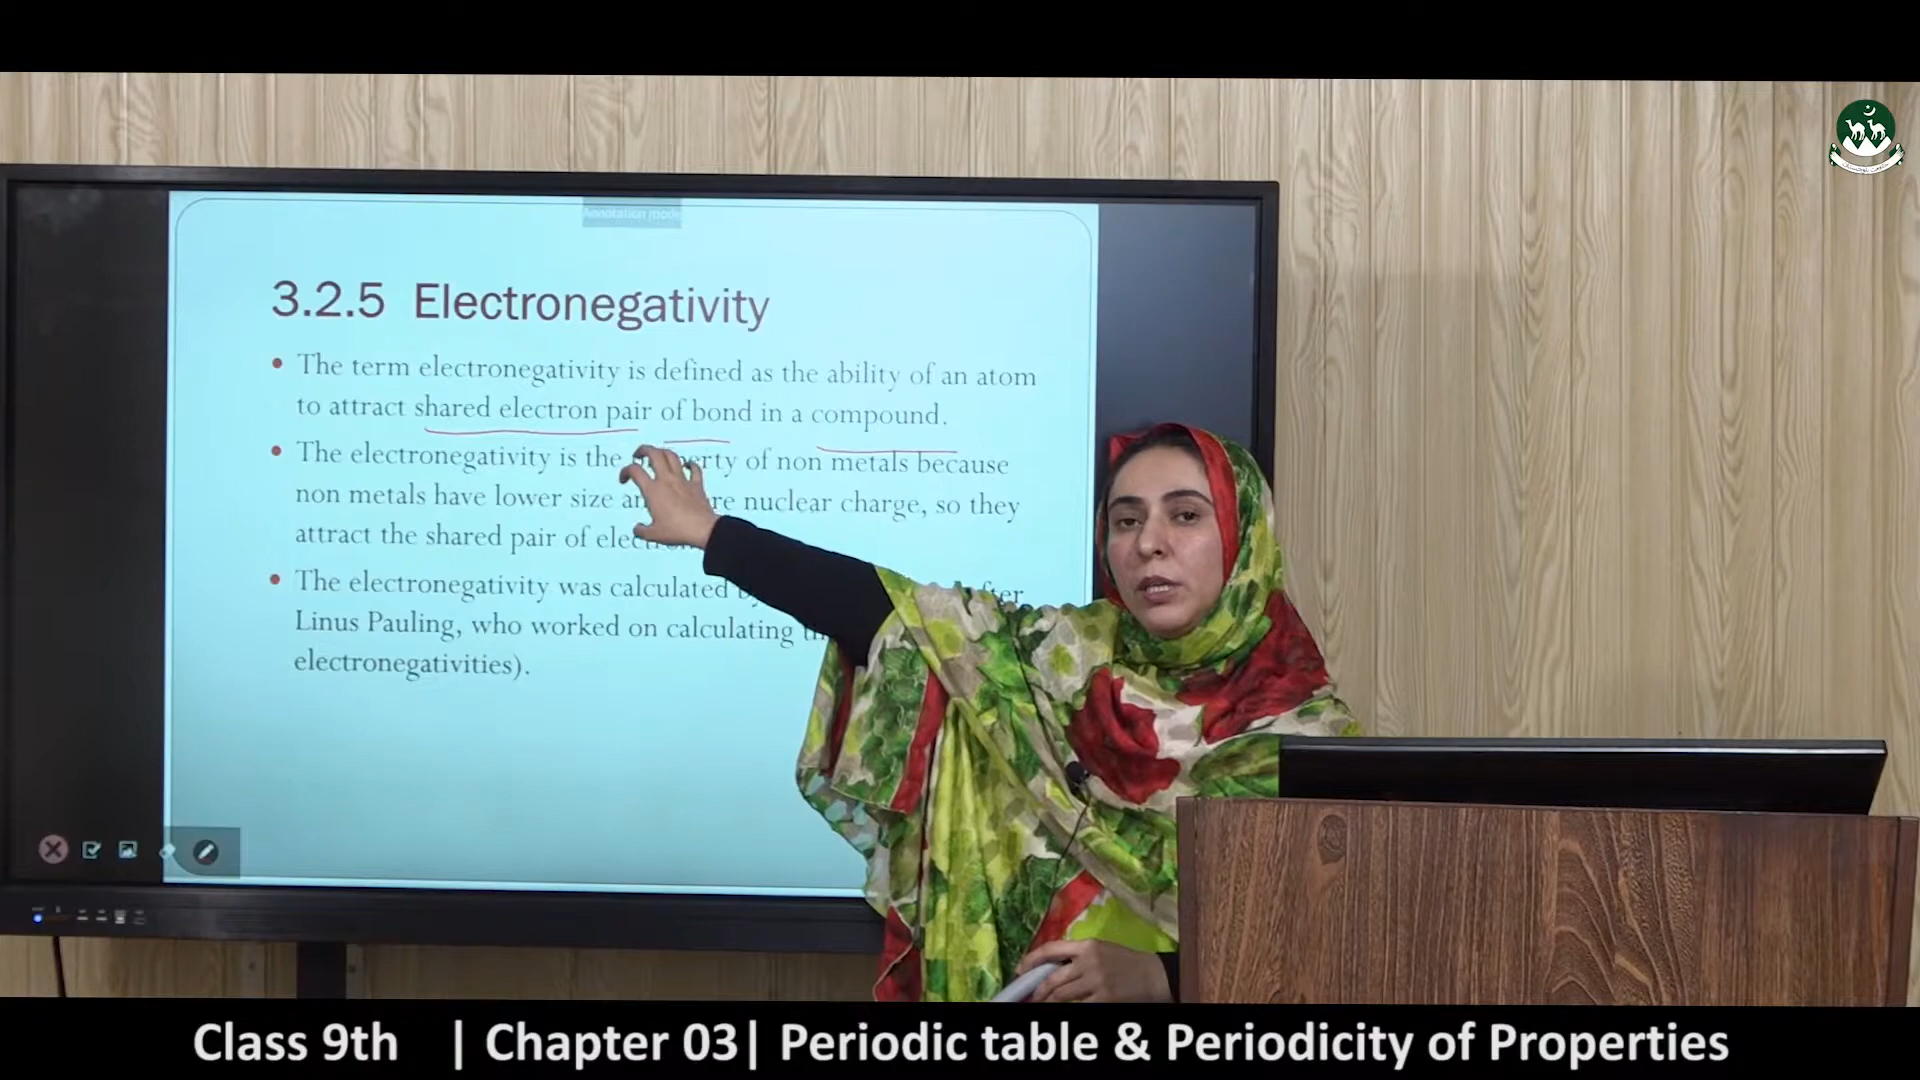 Annotation mode
3.2.5 Electronegativity
• The term electronegativity is defined as the ability of an atom
to attract shared electron pair of bond in a compound.
• The electronegativity is the property of non metals because
non metals have lower size nuclear charge, so they
attract the shared pair of
• The electronegativity was calculated
Linus Pauling, who worked on calculating
electronegativities).
Class 9th | Chapter 03| Periodic table & Periodicity of Properties